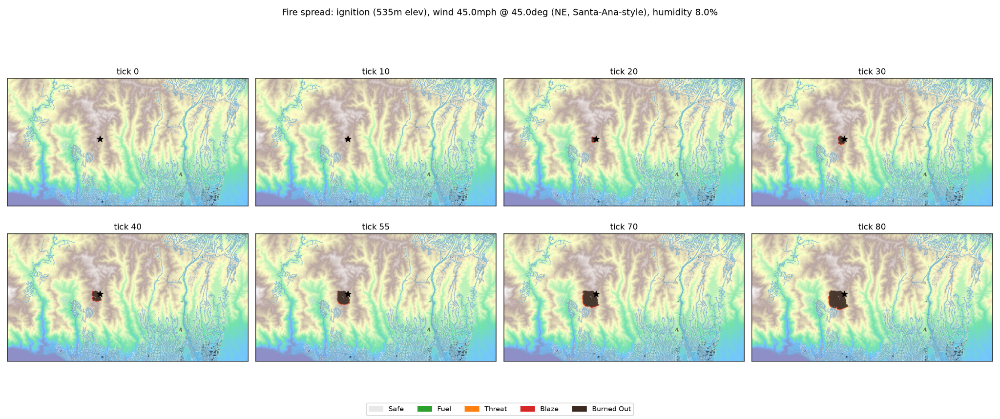 Fire spread: ignition (535m elev), wind 45.0mph @ 45.0deg (NE, Santa-Ana-style), humidity 8.0%
tick 0
tick 10
tick 20
tick 30
tick 40
tick 55
tick 70
tick 80
Safe
Fuel
Threat
Blaze
Burned Out